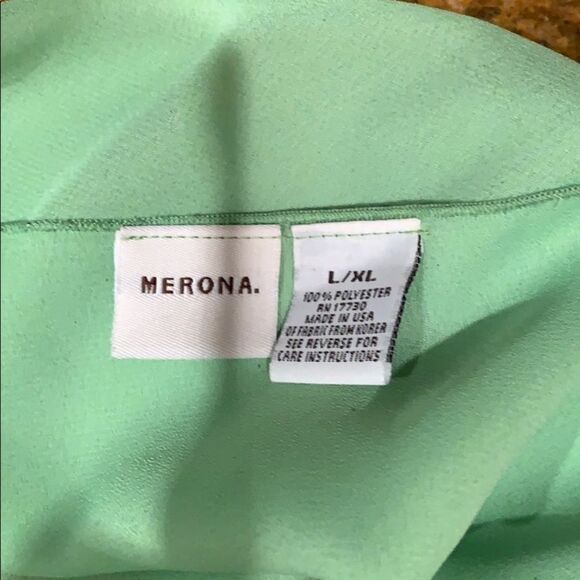 MERONA.
L/XL
100% POLYESTER
RN 17730
MADE IN USA
OF FABRIC FROM KOREA
SEE REVERSE FOR
CARE INSTRUCTIONS